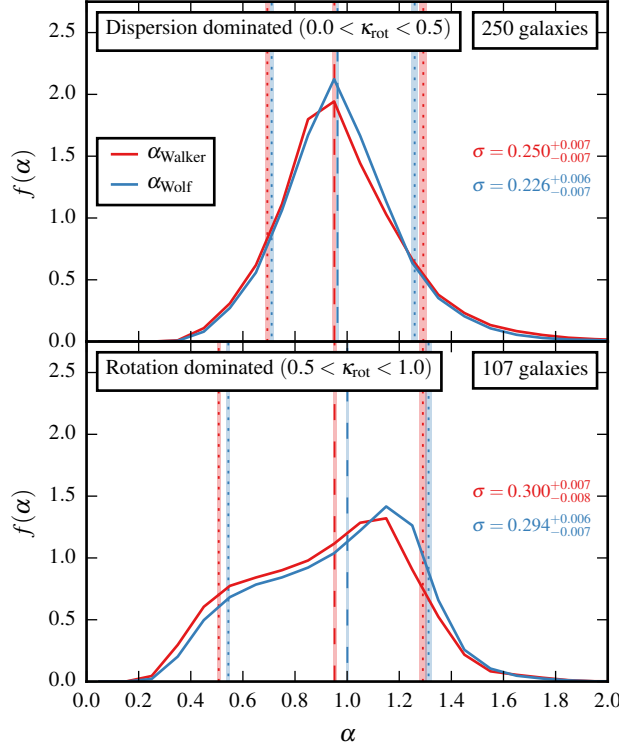 Dispersion dominated (0.0 < κrot < 0.5)
250 galaxies
2.5
2.0
1.5
1.0
0.5
0.0
f(α)
αWalker
αWolf
σ = 0.250+0.007−0.007
σ = 0.226+0.006−0.007
Rotation dominated (0.5 < κrot < 1.0)
107 galaxies
2.5
2.0
1.5
1.0
0.5
0.0
f(α)
σ = 0.300+0.007−0.008
σ = 0.294+0.006−0.007
0.0 0.2 0.4 0.6 0.8 1.0 1.2 1.4 1.6 1.8 2.0
α